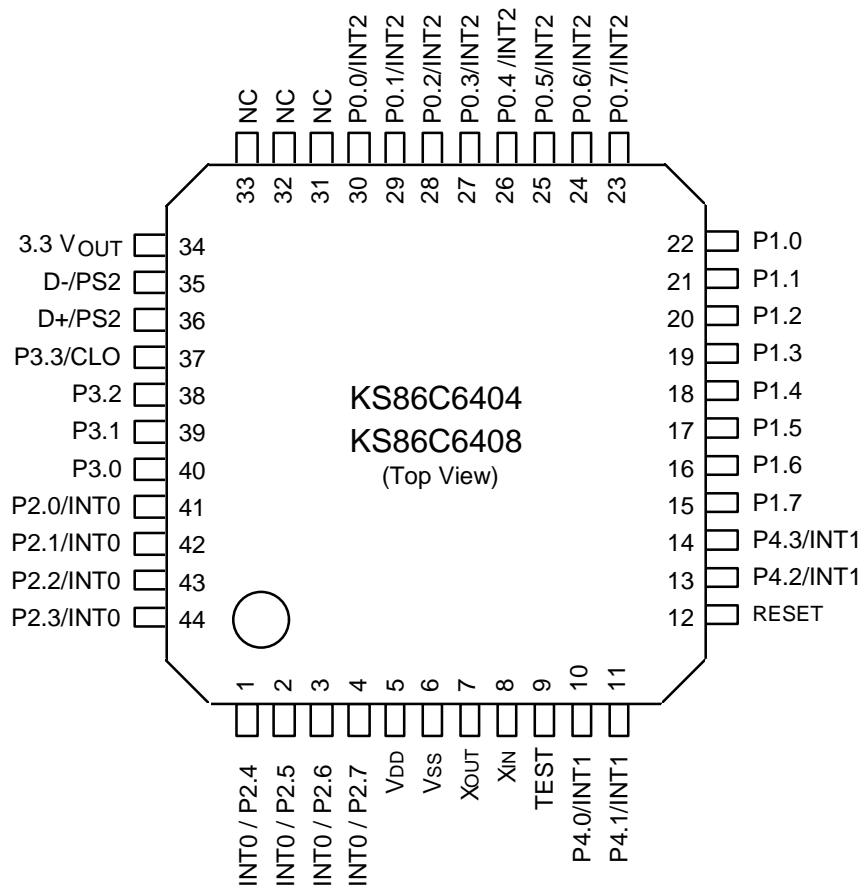 NC
NC
NC
P0.0/INT2
P0.1/INT2
P0.2/INT2
P0.3/INT2
P0.4 /INT2
P0.5/INT2
P0.6/INT2
P0.7/INT2
33 32 31 30 29 28 27 26 25 24 23
3.3 VOUT 34
D-/PS2 35
D+/PS2 36
P3.3/CLO 37
P3.2 38
P3.1 39
P3.0 40
P2.0/INT0 41
P2.1/INT0 42
P2.2/INT0 43
P2.3/INT0 44
KS86C6404
KS86C6408
(Top View)
22 P1.0
21 P1.1
20 P1.2
19 P1.3
18 P1.4
17 P1.5
16 P1.6
15 P1.7
14 P4.3/INT1
13 P4.2/INT1
12 RESET
1 2 3 4 5 6 7 8 9 10 11
INT0 / P2.4
INT0 / P2.5
INT0 / P2.6
INT0 / P2.7
VDD
VSS
XOUT
XIN
TEST
P4.0/INT1
P4.1/INT1